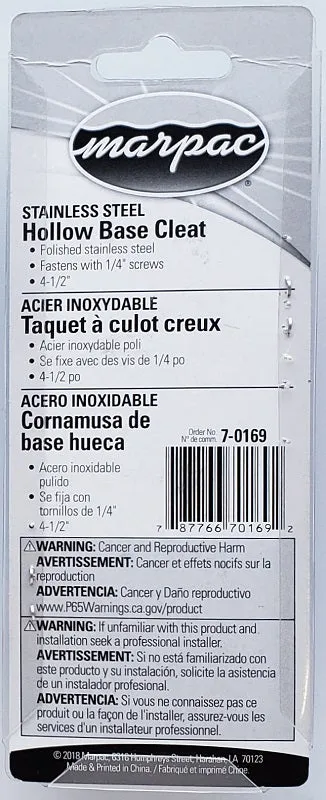 marpac
®
STAINLESS STEEL
Hollow Base Cleat
• Polished stainless steel
• Fastens with 1/4" screws
• 4-1/2"
ACIER INOXYDABLE
Taquet à culot creux
• Acier inoxydable poli
• Se fixe avec des vis de 1/4 po
• 4-1/2 po
ACERO INOXIDABLE
Cornamusa de
base hueca
• Acero inoxidable
pulido
• Se fija con
tornillos de 1/4"
• 4-1/2"
Order No.
N° de comm. 7-0169
7 87766 70169 2
⚠WARNING: Cancer and Reproductive Harm
AVERTISSEMENT: Cancer et effets nocifs sur la
reproduction
ADVERTENCIA: Cancer y Daño reproductivo
www.P65Warnings.ca.gov/product
⚠WARNING: If unfamiliar with this product and
installation seek a professional installer.
AVERTISSEMENT: Si no está familiarizado con
este producto y su instalación, solicite la asistencia
de un instalador profesional.
ADVERTENCIA: Si vous ne connaissez pas ce
produit ou la façon de l'installer, assurez-vous les
services d'un installateur professionnel.
© 2018 Marpac, 6316 Humphreys Street, Harahan, LA 70123
Made & Printed in China. / Fabriqué et imprimé Chine.